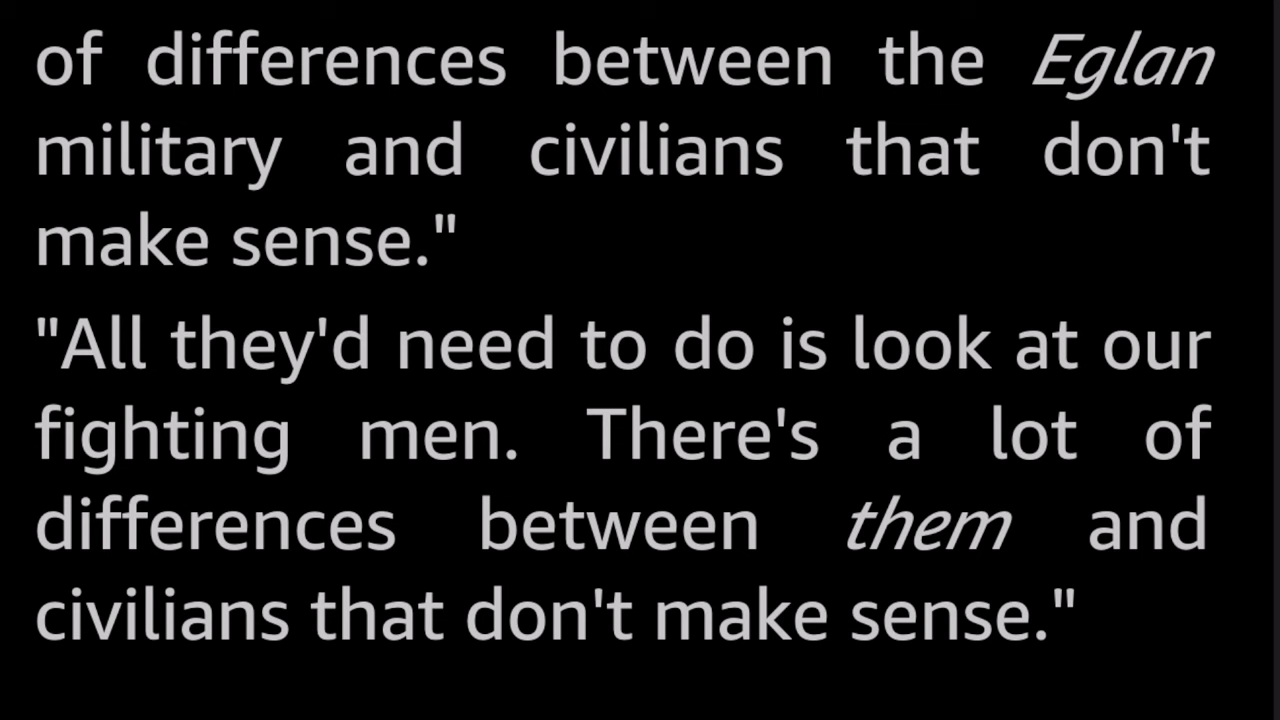 of differences between the Eglan
military and civilians that don't
make sense."
"All they'd need to do is look at our
fighting men. There's a lot of
differences between them and
civilians that don't make sense."